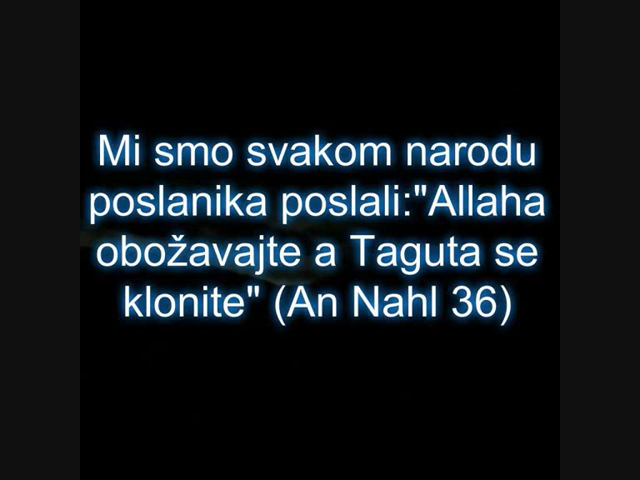 Mi smo svakom narodu
poslanika poslali:"Allaha
obožavajte a Taguta se
klonite" (An Nahl 36)